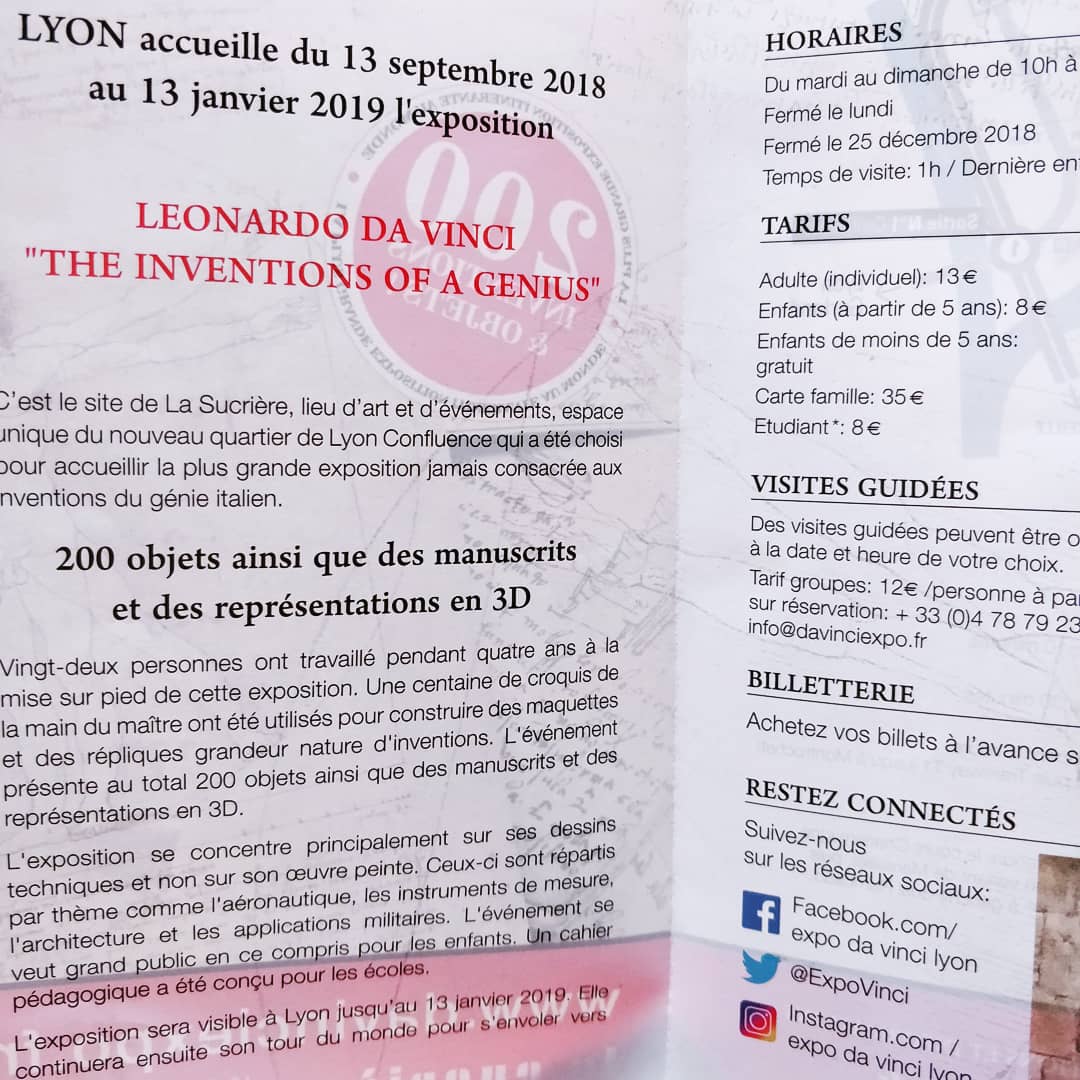 LYON accueille du 13 septembre 2018
au 13 janvier 2019 l'exposition
LEONARDO DA VINCI
"THE INVENTIONS OF A GENIUS"
C'est le site de La Sucrière, lieu d'art et d'événements, espace
unique du nouveau quartier de Lyon Confluence qui a été choisi
pour accueillir la plus grande exposition jamais consacrée aux
inventions du génie italien.
200 objets ainsi que des manuscrits
et des représentations en 3D
Vingt-deux personnes ont travaillé pendant quatre ans à la
mise sur pied de cette exposition. Une centaine de croquis de
la main du maître ont été utilisés pour construire des maquettes
et des répliques grandeur nature d'inventions. L'événement
présente au total 200 objets ainsi que des manuscrits et des
représentations en 3D.
L'exposition se concentre principalement sur ses dessins
techniques et non sur son œuvre peinte. Ceux-ci sont répartis
par thème comme l'aéronautique, les instruments de mesure,
l'architecture et les applications militaires. L'événement se
veut grand public en ce compris pour les enfants. Un cahier
pédagogique a été conçu pour les écoles.
L'exposition sera visible à Lyon jusqu'au 13 janvier 2019. Elle
continuera ensuite son tour du monde pour s'envoler vers
HORAIRES
Du mardi au dimanche de 10h à
Fermé le lundi
Fermé le 25 décembre 2018
Temps de visite: 1h / Dernière
TARIFS
Adulte (individuel): 13€
Enfants (à partir de 5 ans): 8€
Enfants de moins de 5 ans:
gratuit
Carte famille: 35€
Etudiant*: 8€
VISITES GUIDÉES
Des visites guidées peuvent être
à la date et heure de votre choix.
Tarif groupes: 12€ /personne à
sur réservation: + 33 (0)4 78 79 23
info@davinciexpo.fr
BILLETTERIE
Achetez vos billets à l'avance
RESTEZ CONNECTÉS
Suivez-nous
sur les réseaux sociaux:
Facebook.com/
expo da vinci lyon
@ExpoVinci
Instagram.com /
expo da vinci lyon